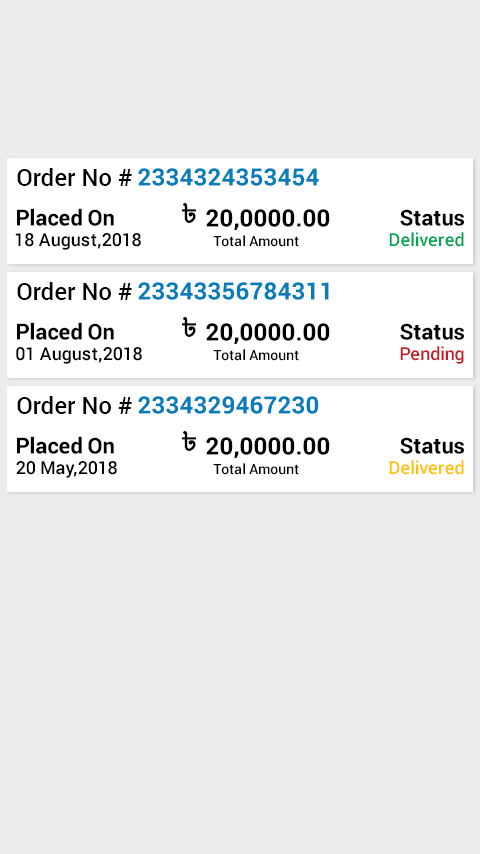 Order No # 2334324353454
Placed On ৳ 20,0000.00 Status
18 August,2018 Total Amount Delivered
Order No # 23343356784311
Placed On ৳ 20,0000.00 Status
01 August,2018 Total Amount Pending
Order No # 2334329467230
Placed On ৳ 20,0000.00 Status
20 May,2018 Total Amount Delivered